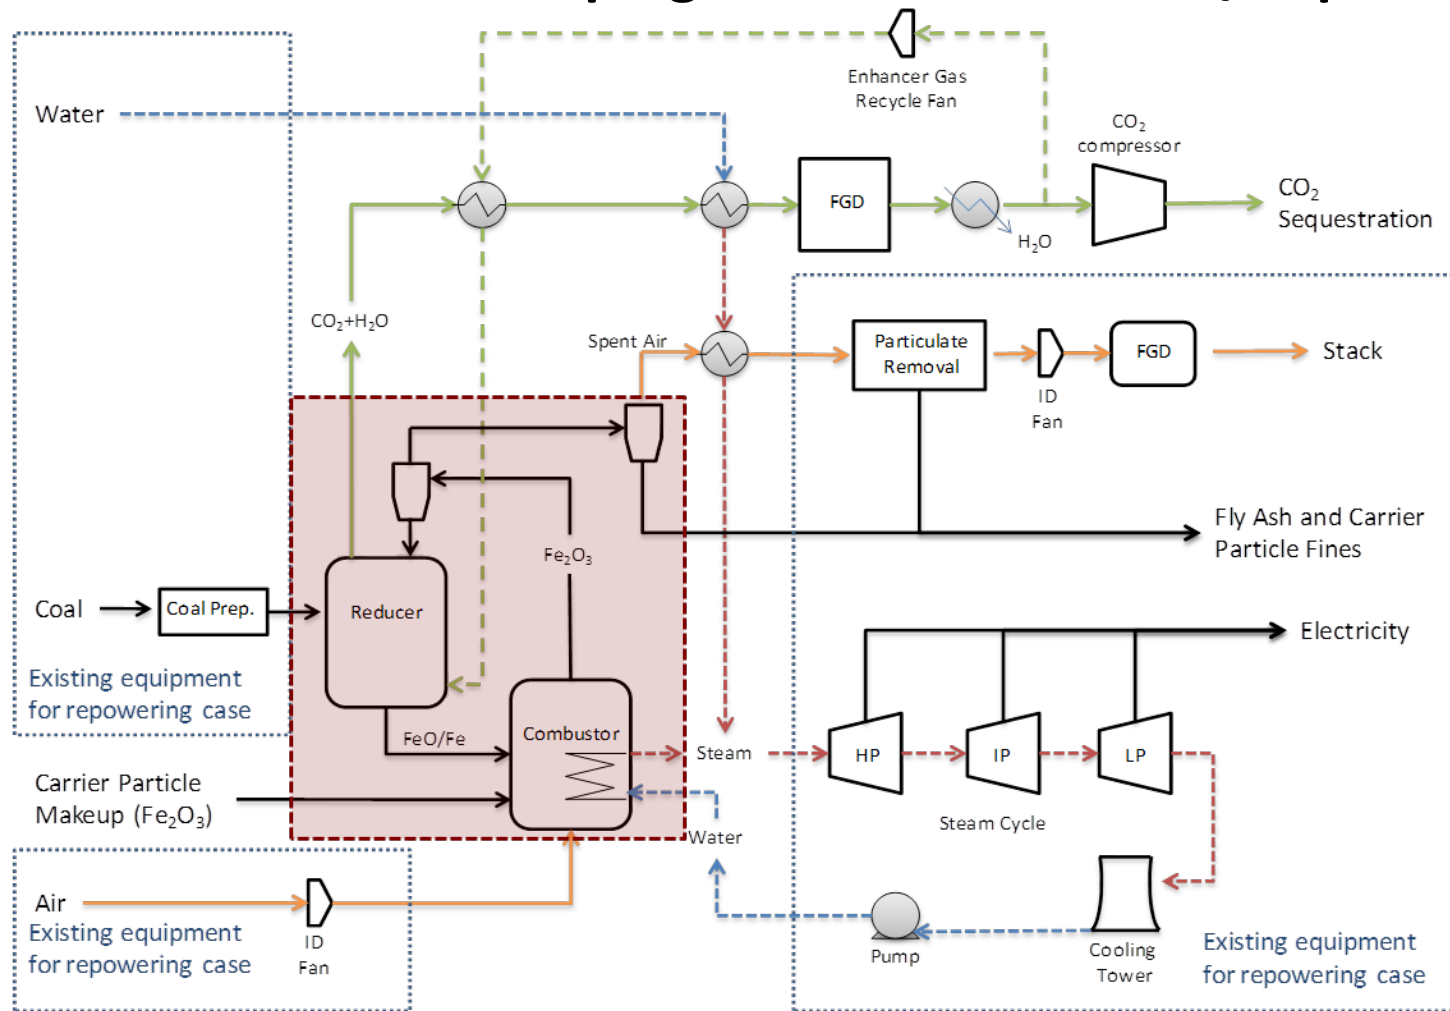 Water
Enhancer Gas
Recycle Fan
CO₂
compressor
FGD
H₂O
CO₂
Sequestration
CO₂+H₂O
Spent Air
Particulate
Removal
ID
Fan
FGD
Stack
Fe₂O₃
Fly Ash and Carrier
Particle Fines
Coal
Coal Prep.
Reducer
Electricity
Existing equipment
for repowering case
FeO/Fe
Combustor
Steam
HP
IP
LP
Carrier Particle
Makeup (Fe₂O₃)
Water
Steam Cycle
Air
ID
Fan
Existing equipment
for repowering case
Pump
Cooling
Tower
Existing equipment
for repowering case